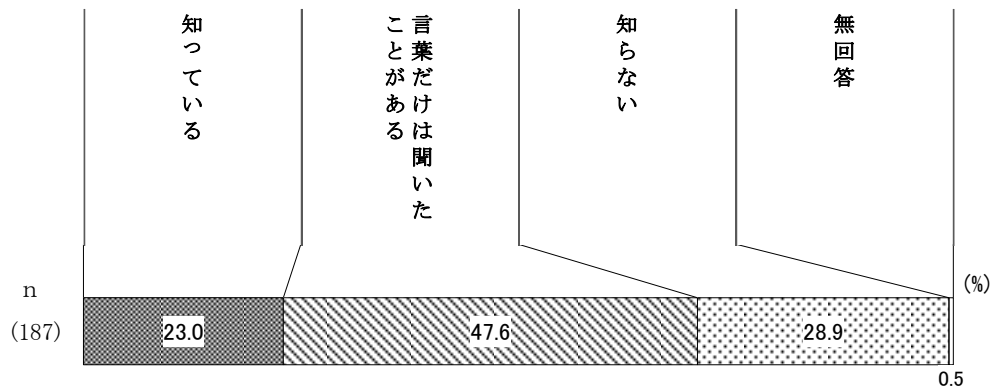 知っている
言葉だけは聞いた
ことがある
知らない
無回答
(%)
n
(187)
23.0
47.6
28.9
0.5